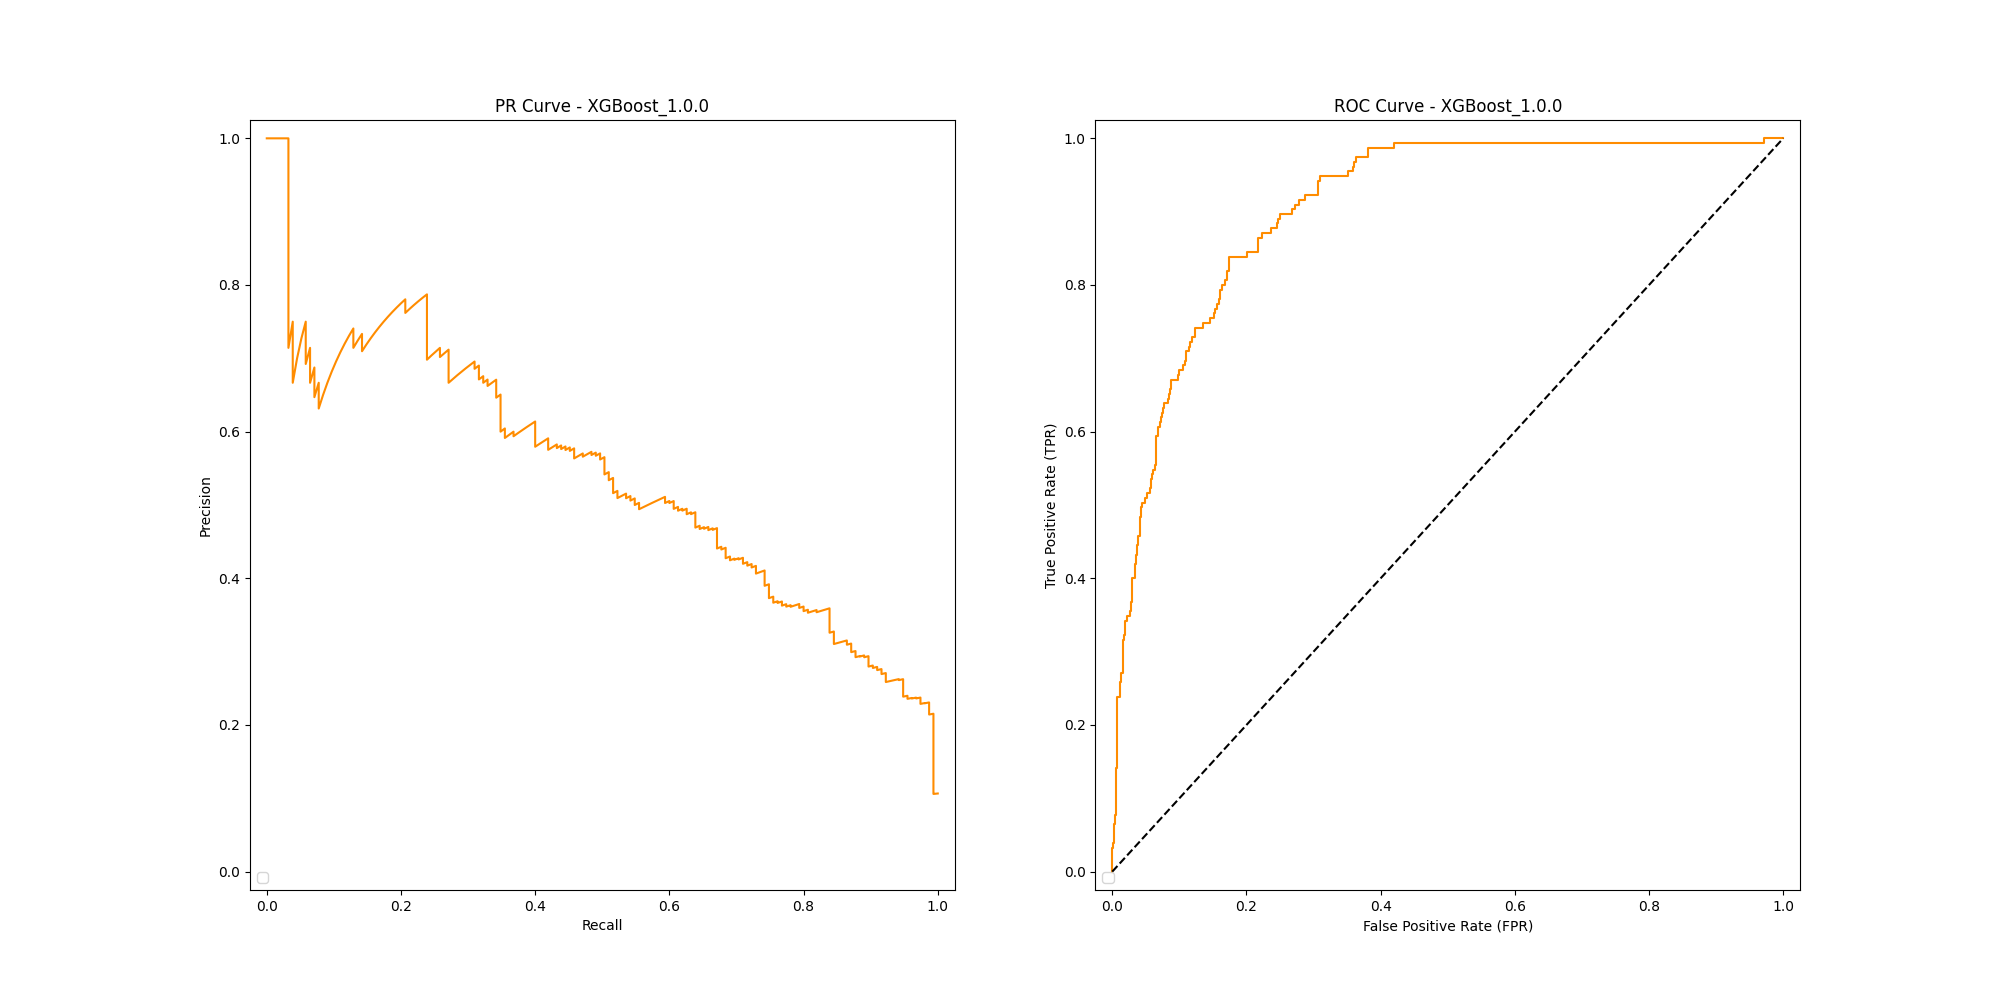 PR Curve - XGBoost_1.0.0
1.0
0.8
0.6
0.4
0.2
0.0
Precision
0.0 0.2 0.4 0.6 0.8 1.0
Recall
ROC Curve - XGBoost_1.0.0
1.0
0.8
0.6
0.4
0.2
0.0
True Positive Rate (TPR)
0.0 0.2 0.4 0.6 0.8 1.0
False Positive Rate (FPR)